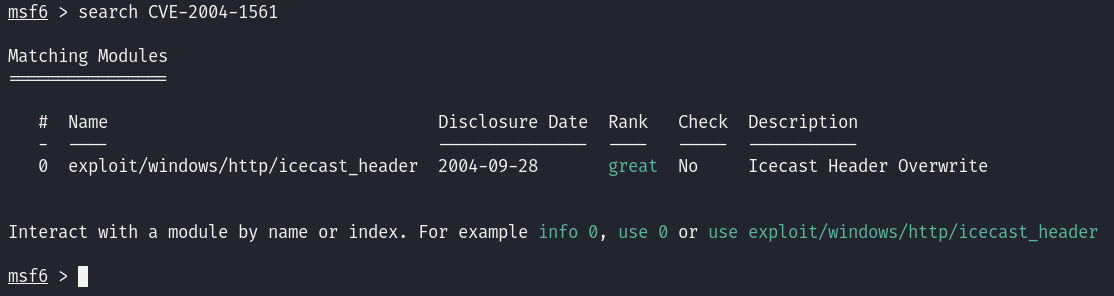 msf6 > search CVE-2004-1561
Matching Modules
================
#  Name                                 Disclosure Date  Rank   Check  Description
-  ----                                 ---------------  ----   -----  -----------
0  exploit/windows/http/icecast_header  2004-09-28       great  No     Icecast Header Overwrite
Interact with a module by name or index. For example info 0, use 0 or use exploit/windows/http/icecast_header
msf6 >